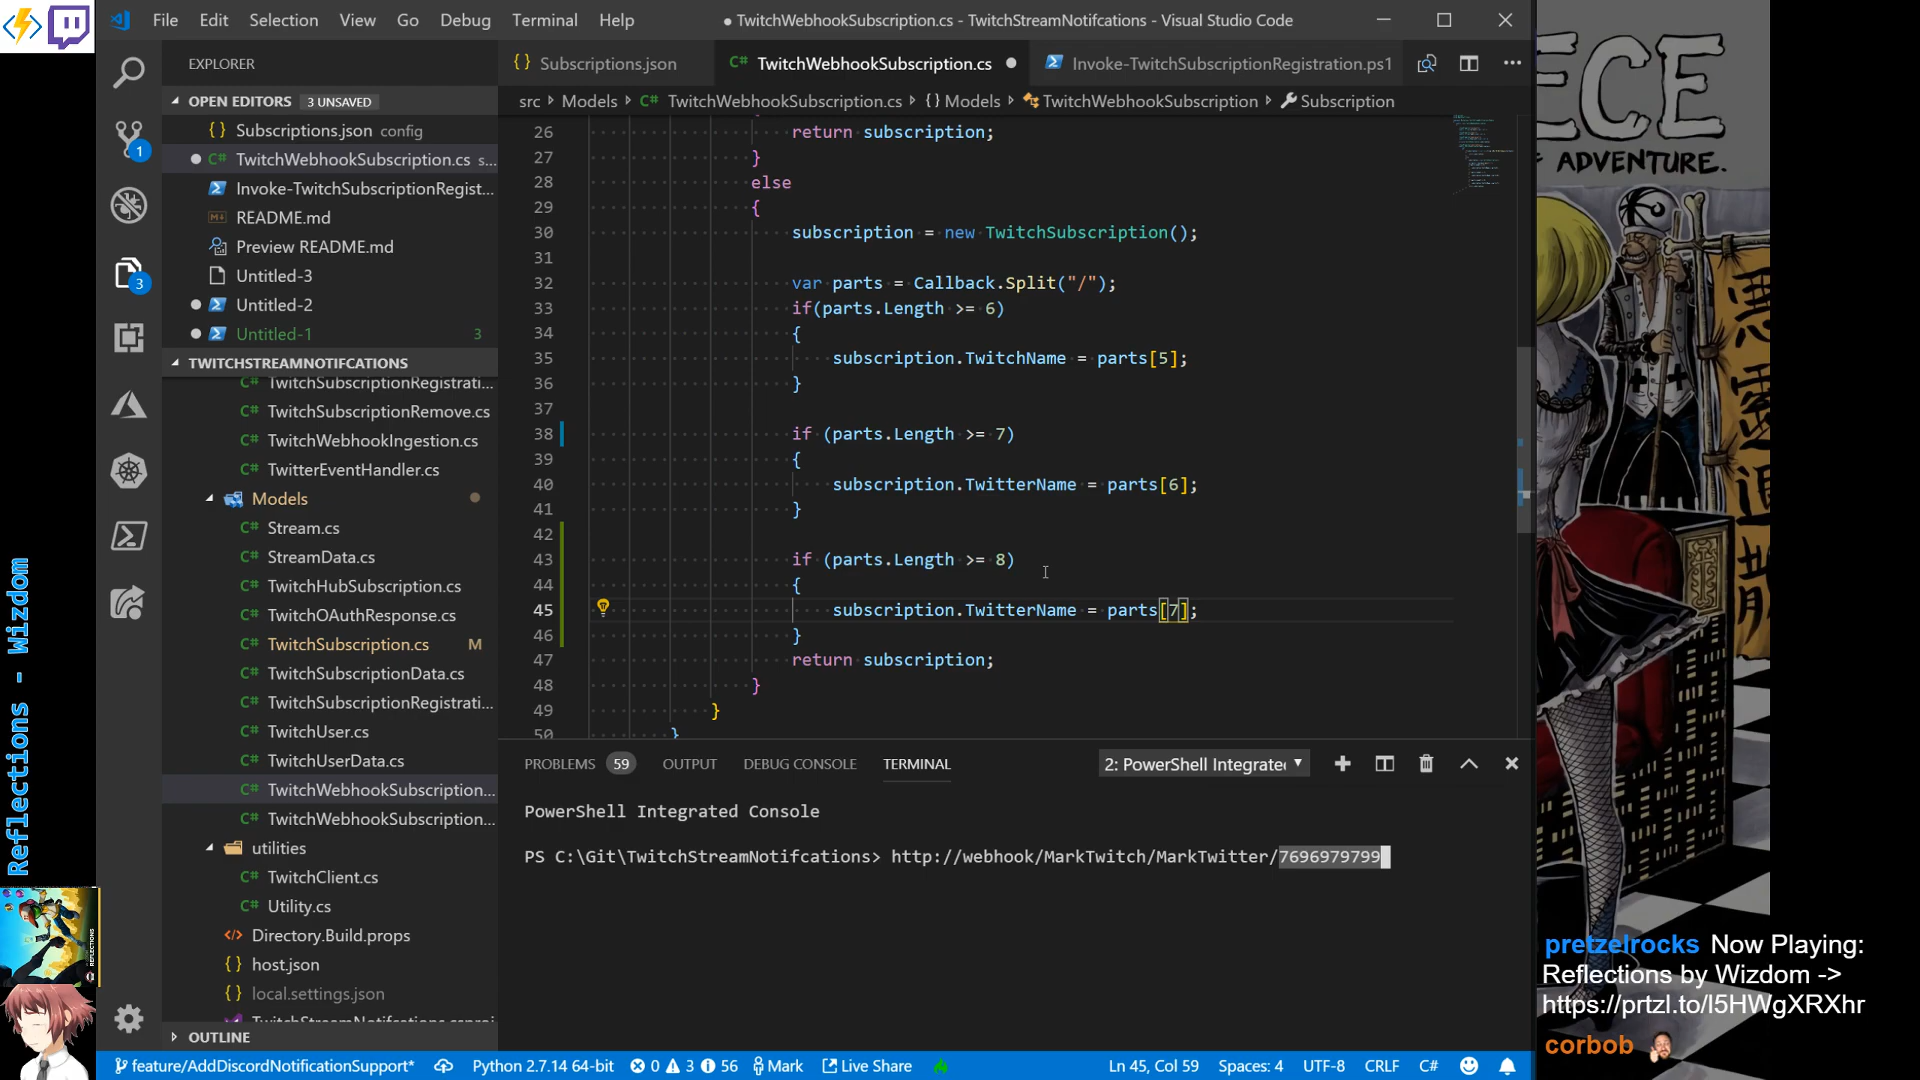 File Edit Selection View Go Debug Terminal Help
● TwitchWebhookSubscription.cs - TwitchStreamNotifcations - Visual Studio Code
EXPLORER
OPEN EDITORS 3 UNSAVED
Subscriptions.json config
TwitchWebhookSubscription.cs s...
Invoke-TwitchSubscriptionRegist...
README.md
Preview README.md
Untitled-3
Untitled-2
Untitled-1 3
TWITCHSTREAMNOTIFCATIONS
TwitchSubscriptionRegistrati...
TwitchSubscriptionRemove.cs
TwitchWebhookIngestion.cs
TwitterEventHandler.cs
Models
Stream.cs
StreamData.cs
TwitchHubSubscription.cs
TwitchOAuthResponse.cs
TwitchSubscription.cs M
TwitchSubscriptionData.cs
TwitchSubscriptionRegistrati...
TwitchUser.cs
TwitchUserData.cs
TwitchWebhookSubscription...
TwitchWebhookSubscription...
utilities
TwitchClient.cs
Utility.cs
Directory.Build.props
host.json
local.settings.json
TwitchStreamNotifcations.csproj
OUTLINE
1
3
Subscriptions.json
TwitchWebhookSubscription.cs
Invoke-TwitchSubscriptionRegistration.ps1
src > Models > TwitchWebhookSubscription.cs > {} Models > TwitchWebhookSubscription > Subscription
26 return subscription;
27 }
28 else
29 {
30 subscription = new TwitchSubscription();
31
32 var parts = Callback.Split("/");
33 if(parts.Length >= 6)
34 {
35 subscription.TwitchName = parts[5];
36 }
37
38 if (parts.Length >= 7)
39 {
40 subscription.TwitterName = parts[6];
41 }
42
43 if (parts.Length >= 8)
44 {
45 subscription.TwitterName = parts[7];
46 }
47 return subscription;
48 }
49 }
50 }
PROBLEMS 59 OUTPUT DEBUG CONSOLE TERMINAL 2: PowerShell Integrate
PowerShell Integrated Console
PS C:\Git\TwitchStreamNotifcations> http://webhook/MarkTwitch/MarkTwitter/7696979799
feature/AddDiscordNotificationSupport* Python 2.7.14 64-bit 0 3 56 Mark Live Share Ln 45, Col 59 Spaces: 4 UTF-8 CRLF C#
Reflections - Wizdom
REFLECTIONS
ECE
ADVENTURE.
pretzelrocks Now Playing:
Reflections by Wizdom ->
https://prtzl.to/l5HWgXRXhr
corbob